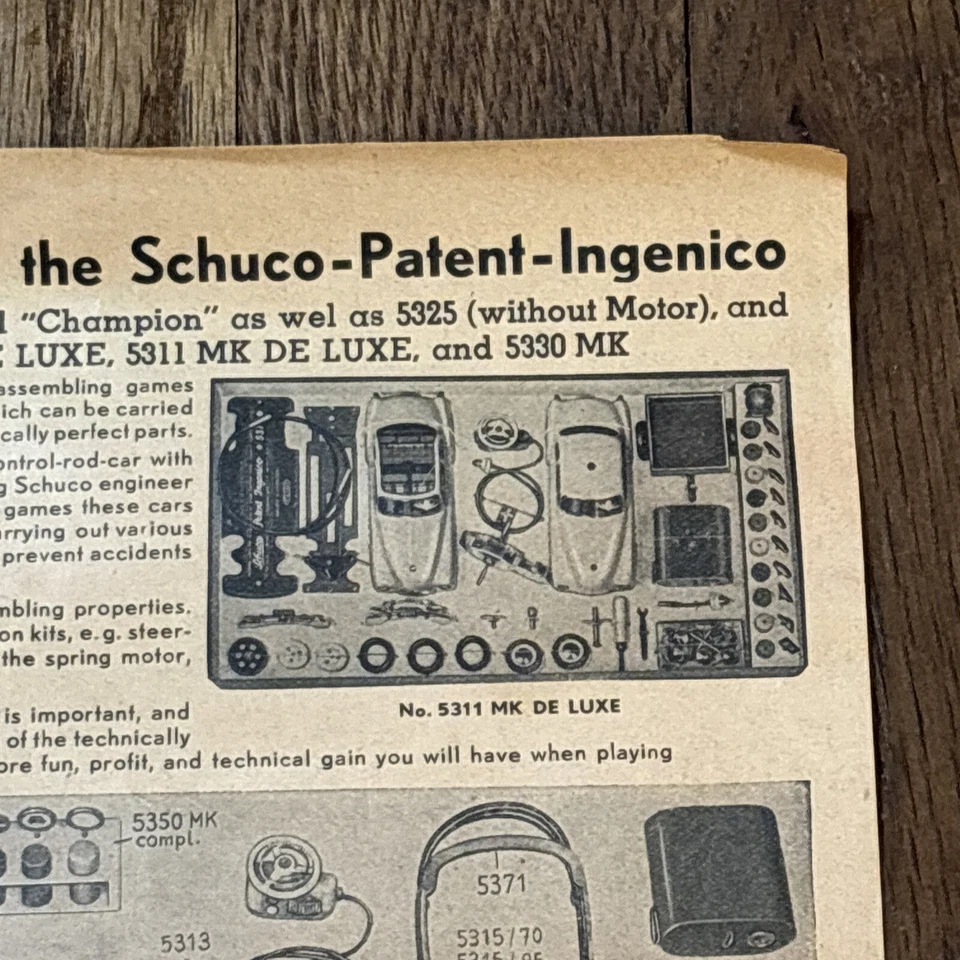 the Schuco-Patent-Ingenico
"Champion" as wel as 5325 (without Motor), and
LUXE, 5311 MK DE LUXE, and 5330 MK
assembling games
ich can be carried
cally perfect parts.
ontrol-rod-car with
g Schuco engineer
games these cars
rrying out various
prevent accidents
mbling properties.
on kits, e. g. steer-
the spring motor,
is important, and
of the technically
ore fun, profit, and technical gain you will have when playing
No. 5311 MK DE LUXE
5350 MK
compl.
5371
5313
5315/70